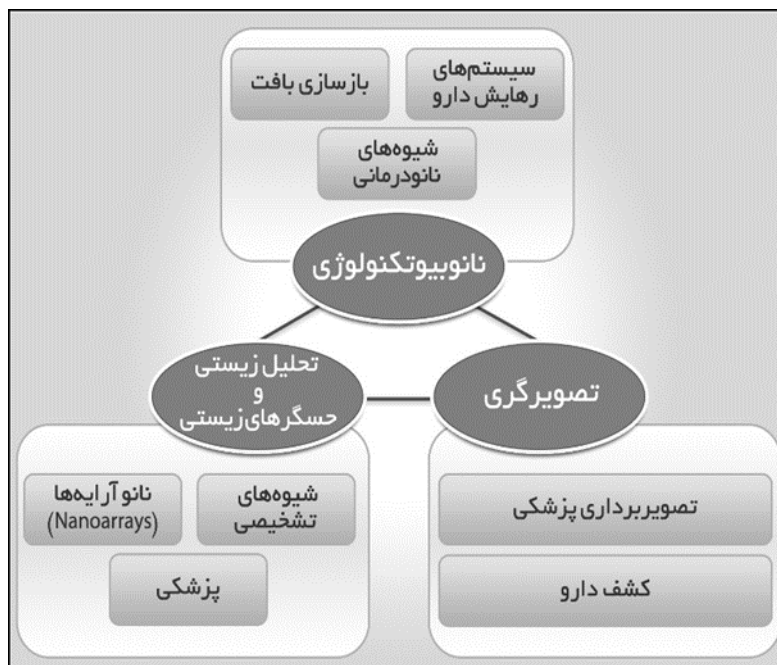 سیستم‌های
رهایش دارو
بازسازی بافت
شیوه‌های
نانودرمانی
نانوبیوتکنولوژی
تصویرگری
تحلیل زیستی
و
حسگرهای زیستی
تصویربرداری پزشکی
کشف دارو
شیوه‌های
تشخیصی
نانو آرایه‌ها
(Nanoarrays)
پزشکی